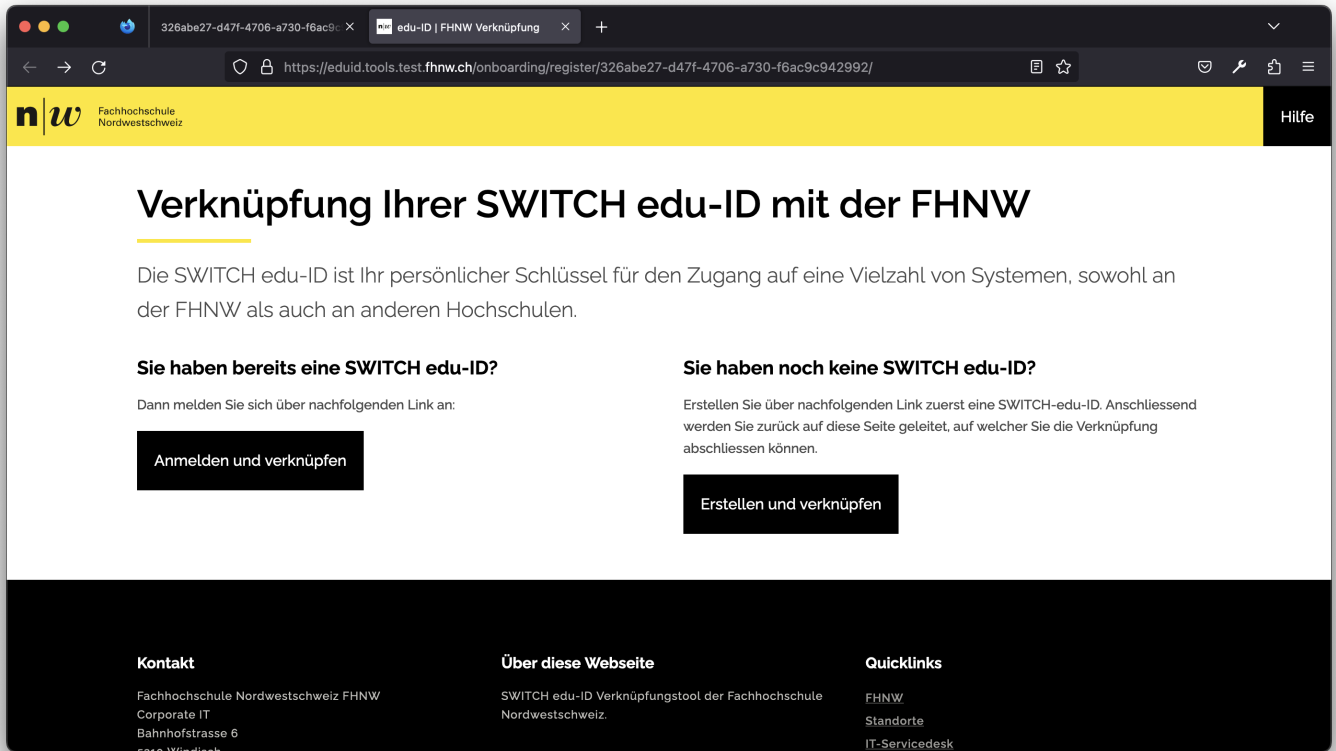 326abe27-d47f-4706-a730-f6ac9c
edu-ID | FHNW Verknüpfung
https://eduid.tools.test.fhnw.ch/onboarding/register/326abe27-d47f-4706-a730-f6ac9c942992/
n|w Fachhochschule
Nordwestschweiz
Hilfe
Verknüpfung Ihrer SWITCH edu-ID mit der FHNW
Die SWITCH edu-ID ist Ihr persönlicher Schlüssel für den Zugang auf eine Vielzahl von Systemen, sowohl an
der FHNW als auch an anderen Hochschulen.
Sie haben bereits eine SWITCH edu-ID?
Dann melden Sie sich über nachfolgenden Link an:
Anmelden und verknüpfen
Sie haben noch keine SWITCH edu-ID?
Erstellen Sie über nachfolgenden Link zuerst eine SWITCH-edu-ID. Anschliessend
werden Sie zurück auf diese Seite geleitet, auf welcher Sie die Verknüpfung
abschliessen können.
Erstellen und verknüpfen
Kontakt
Fachhochschule Nordwestschweiz FHNW
Corporate IT
Bahnhofstrasse 6
5210 Windisch
Über diese Webseite
SWITCH edu-ID Verknüpfungstool der Fachhochschule
Nordwestschweiz.
Quicklinks
FHNW
Standorte
IT-Servicedesk